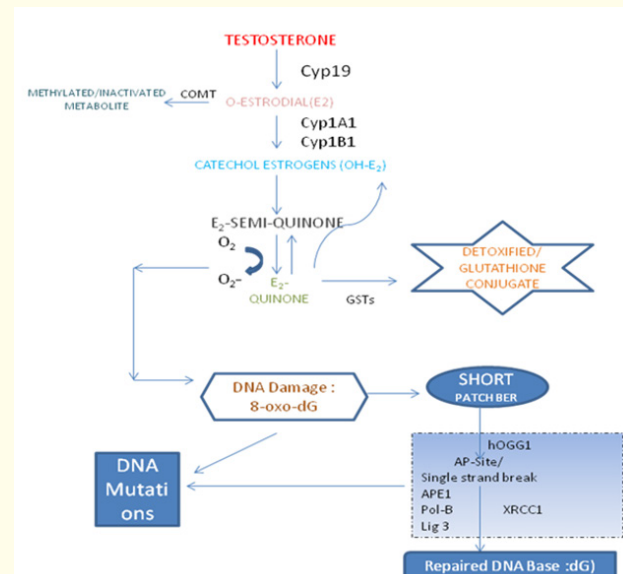 TESTOSTERONE
Cyp19
METHYLATED/INACTIVATED
METABOLITE
COMT
O-ESTRODIAL(E2)
Cyp1A1
Cyp1B1
CATECHOL ESTROGENS (OH-E₂)
E₂-SEMI-QUINONE
O₂
O₂-
E₂-
QUINONE
GSTs
DETOXIFIED/
GLUTATHIONE
CONJUGATE
DNA Damage :
8-oxo-dG
SHORT
PATCH BER
DNA
Mutati
ons
hOGG1
AP-Site/
Single strand break
APE1
Pol-B
XRCC1
Lig 3
Repaired DNA Base :dG)